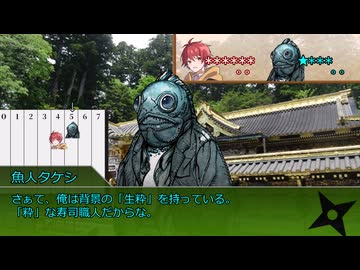 ******
★***
0 1 2 3 4 5 6 7
魚人タケシ
さぁて、俺は背景の「生粋」を持っている。
「粋」な寿司職人だからな。